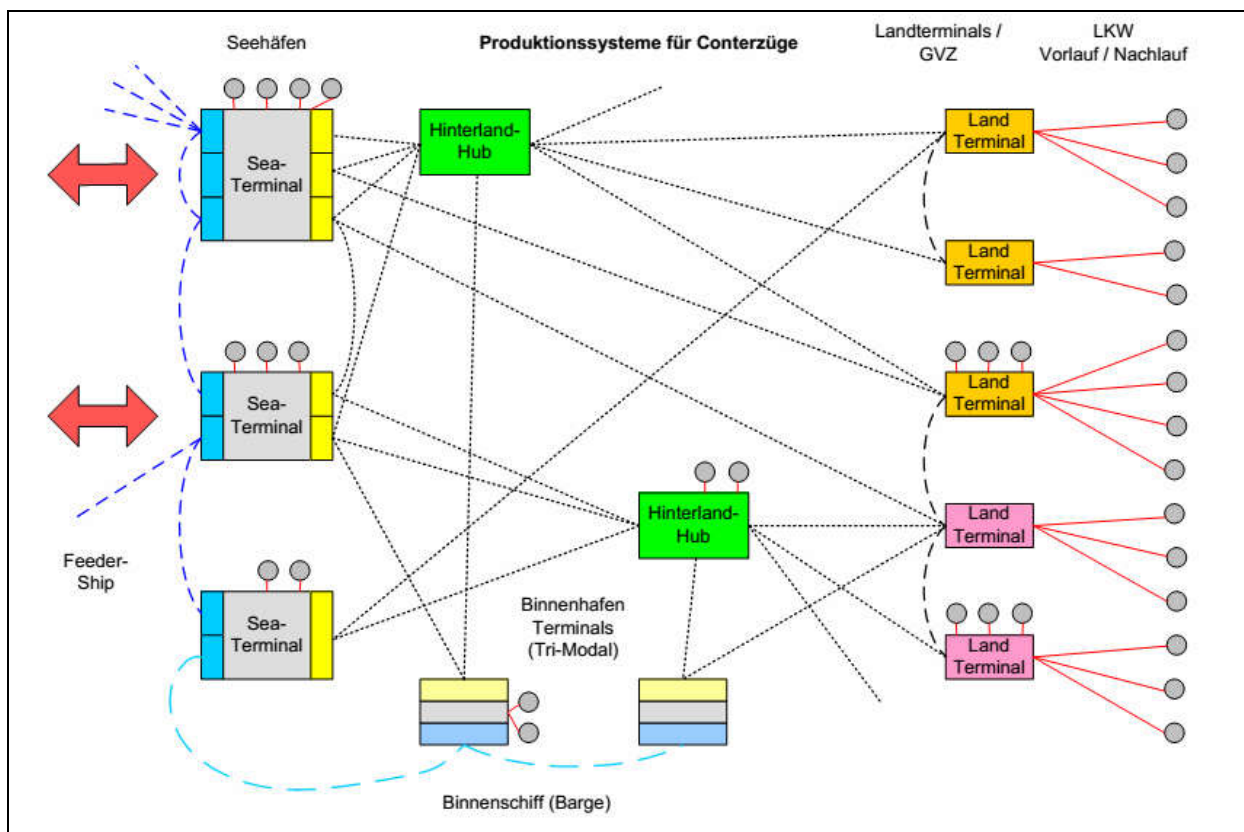 Seehäfen
Produktionssysteme für Conterzüge
Landterminals /
GVZ
LKW
Vorlauf / Nachlauf
Sea-
Terminal
Hinterland-
Hub
Land
Terminal
Land
Terminal
Sea-
Terminal
Land
Terminal
Hinterland-
Hub
Land
Terminal
Feeder-
Ship
Sea-
Terminal
Binnenhafen
Terminals
(Tri-Modal)
Land
Terminal
Binnenschiff (Barge)